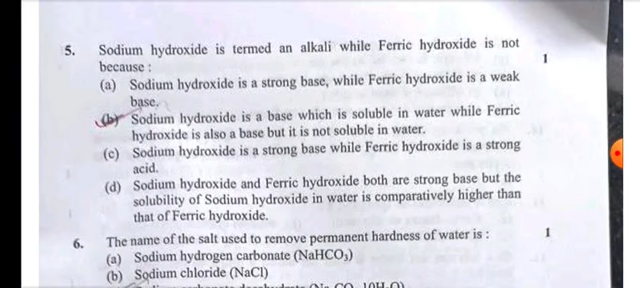 5. Sodium hydroxide is termed an alkali while Ferric hydroxide is not
because :
1
(a) Sodium hydroxide is a strong base, while Ferric hydroxide is a weak
base.
(b) Sodium hydroxide is a base which is soluble in water while Ferric
hydroxide is also a base but it is not soluble in water.
(c) Sodium hydroxide is a strong base while Ferric hydroxide is a strong
acid.
(d) Sodium hydroxide and Ferric hydroxide both are strong base but the
solubility of Sodium hydroxide in water is comparatively higher than
that of Ferric hydroxide.
6. The name of the salt used to remove permanent hardness of water is : 1
(a) Sodium hydrogen carbonate (NaHCO₃)
(b) Sodium chloride (NaCl)